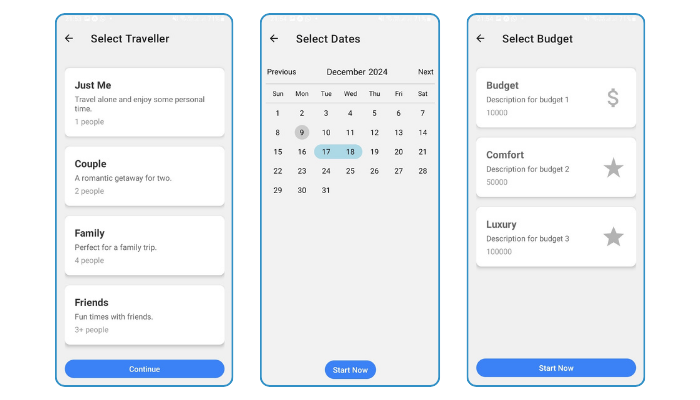 Select Traveller
Just Me
Travel alone and enjoy some personal
time.
1 people
Couple
A romantic getaway for two.
2 people
Family
Perfect for a family trip.
4 people
Friends
Fun times with friends.
3+ people
Continue
Select Dates
Previous December 2024 Next
Sun Mon Tue Wed Thu Fri Sat
1 2 3 4 5 6 7
8 9 10 11 12 13 14
15 16 17 18 19 20 21
22 23 24 25 26 27 28
29 30 31
Start Now
Select Budget
Budget
Description for budget 1
10000
$
Comfort
Description for budget 2
50000
Luxury
Description for budget 3
100000
Start Now